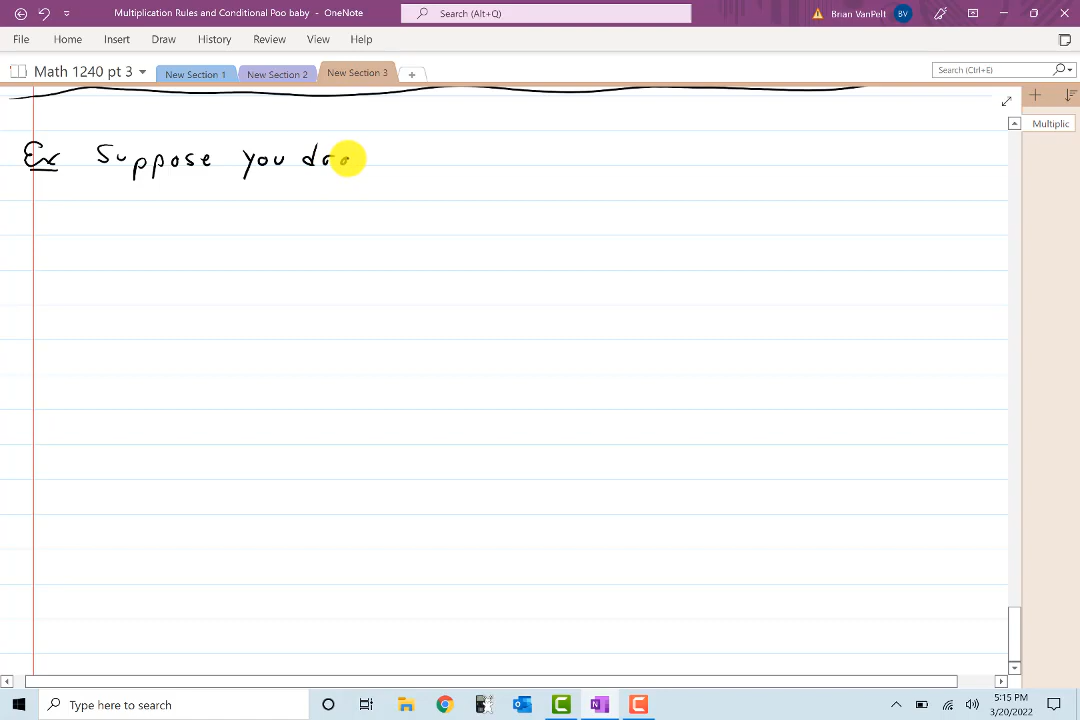 Multiplication Rules and Conditional Poo baby - OneNote
Search (Alt+Q)
Brian VanPelt
BV
File Home Insert Draw History Review View Help
Math 1240 pt 3
New Section 1
New Section 2
New Section 3
Search (Ctrl+E)
Multiplic
Ex Suppose you
Type here to search
5:15 PM
3/20/2022